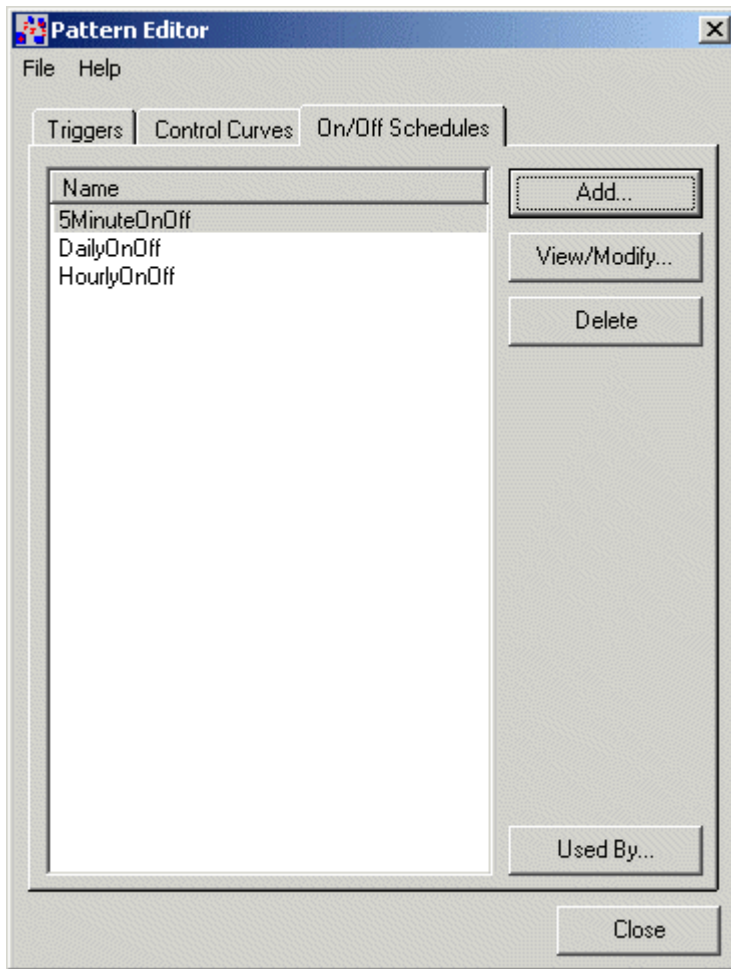 Pattern Editor
File Help
Triggers Control Curves On/Off Schedules
Name
5MinuteOnOff
DailyOnOff
HourlyOnOff
Add...
View/Modify...
Delete
Used By...
Close